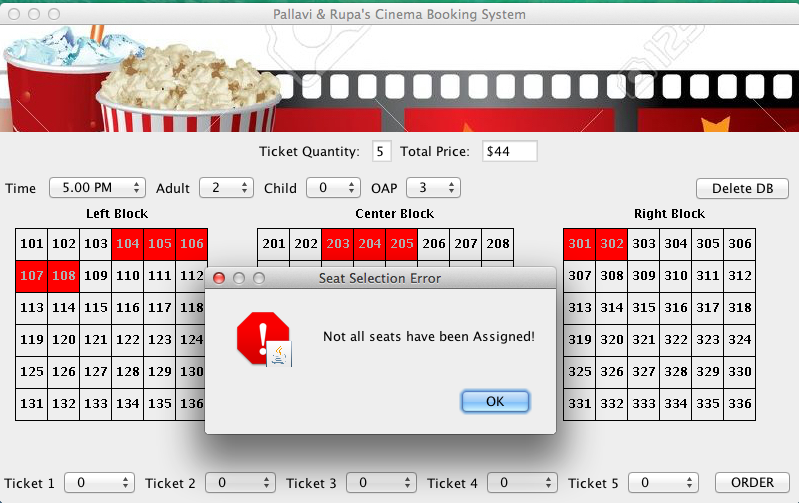 Pallavi & Rupa's Cinema Booking System
123
Ticket Quantity: 5 Total Price: $44
Time 5.00 PM Adult 2 Child 0 OAP 3 Delete DB
Left Block Center Block Right Block
101 102 103 104 105 106 201 202 203 204 205 206 207 208 301 302 303 304 305 306
107 108 109 110 111 112 307 308 309 310 311 312
Seat Selection Error
113 114 115 116 117 118 313 314 315 316 317 318
Not all seats have been Assigned!
119 120 121 122 123 124 319 320 321 322 323 324
125 126 127 128 129 130 325 326 327 328 329 330
OK
131 132 133 134 135 136 331 332 333 334 335 336
Ticket 1 0 Ticket 2 0 Ticket 3 0 Ticket 4 0 Ticket 5 0 ORDER